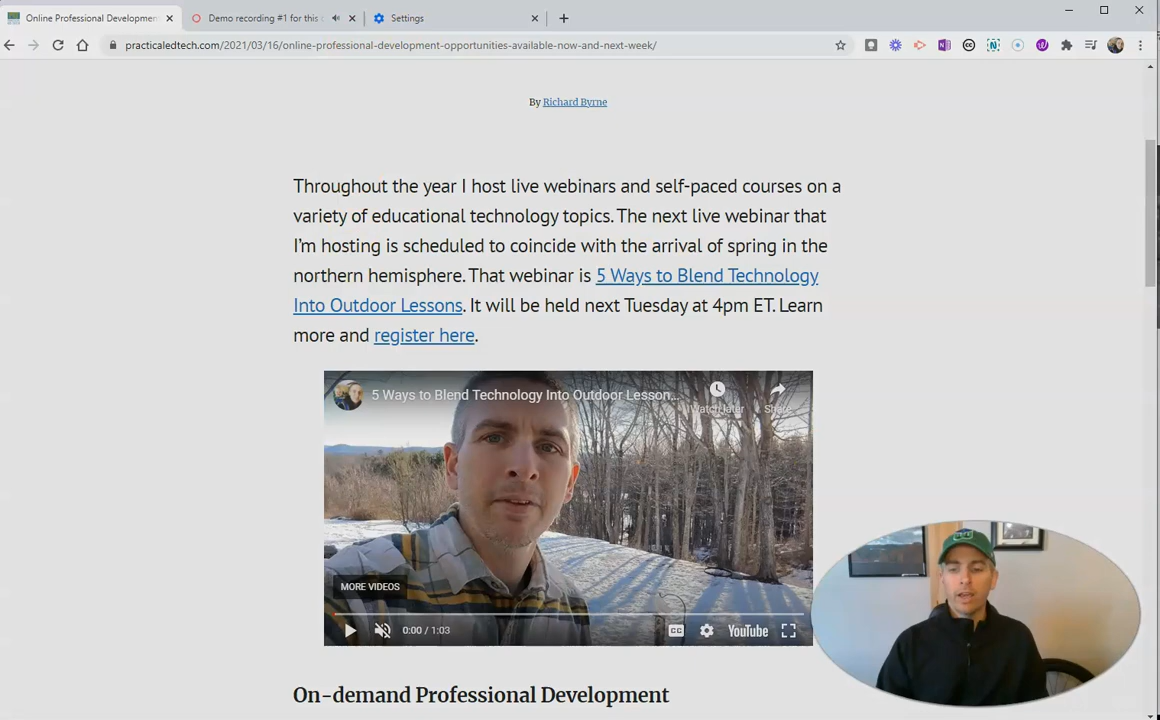 Online Professional Development
Demo recording #1 for this
Settings
practicaledtech.com/2021/03/16/online-professional-development-opportunities-available-now-and-next-week/
By Richard Byrne
Throughout the year I host live webinars and self-paced courses on a
variety of educational technology topics. The next live webinar that
I'm hosting is scheduled to coincide with the arrival of spring in the
northern hemisphere. That webinar is 5 Ways to Blend Technology
Into Outdoor Lessons. It will be held next Tuesday at 4pm ET. Learn
more and register here.
5 Ways to Blend Technology Into Outdoor Lesson...
Watch later
Share
MORE VIDEOS
0:00 / 1:03
CC
YouTube
On-demand Professional Development